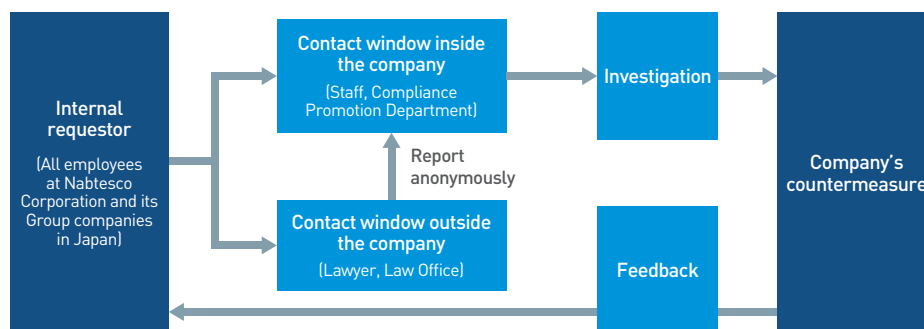 Internal
requestor
(All employees
at Nabtesco
Corporation and its
Group companies
in Japan)
Contact window inside
the company
(Staff, Compliance
Promotion Department)
Report
anonymously
Contact window outside
the company
(Lawyer, Law Office)
Investigation
Feedback
Company's
countermeasure